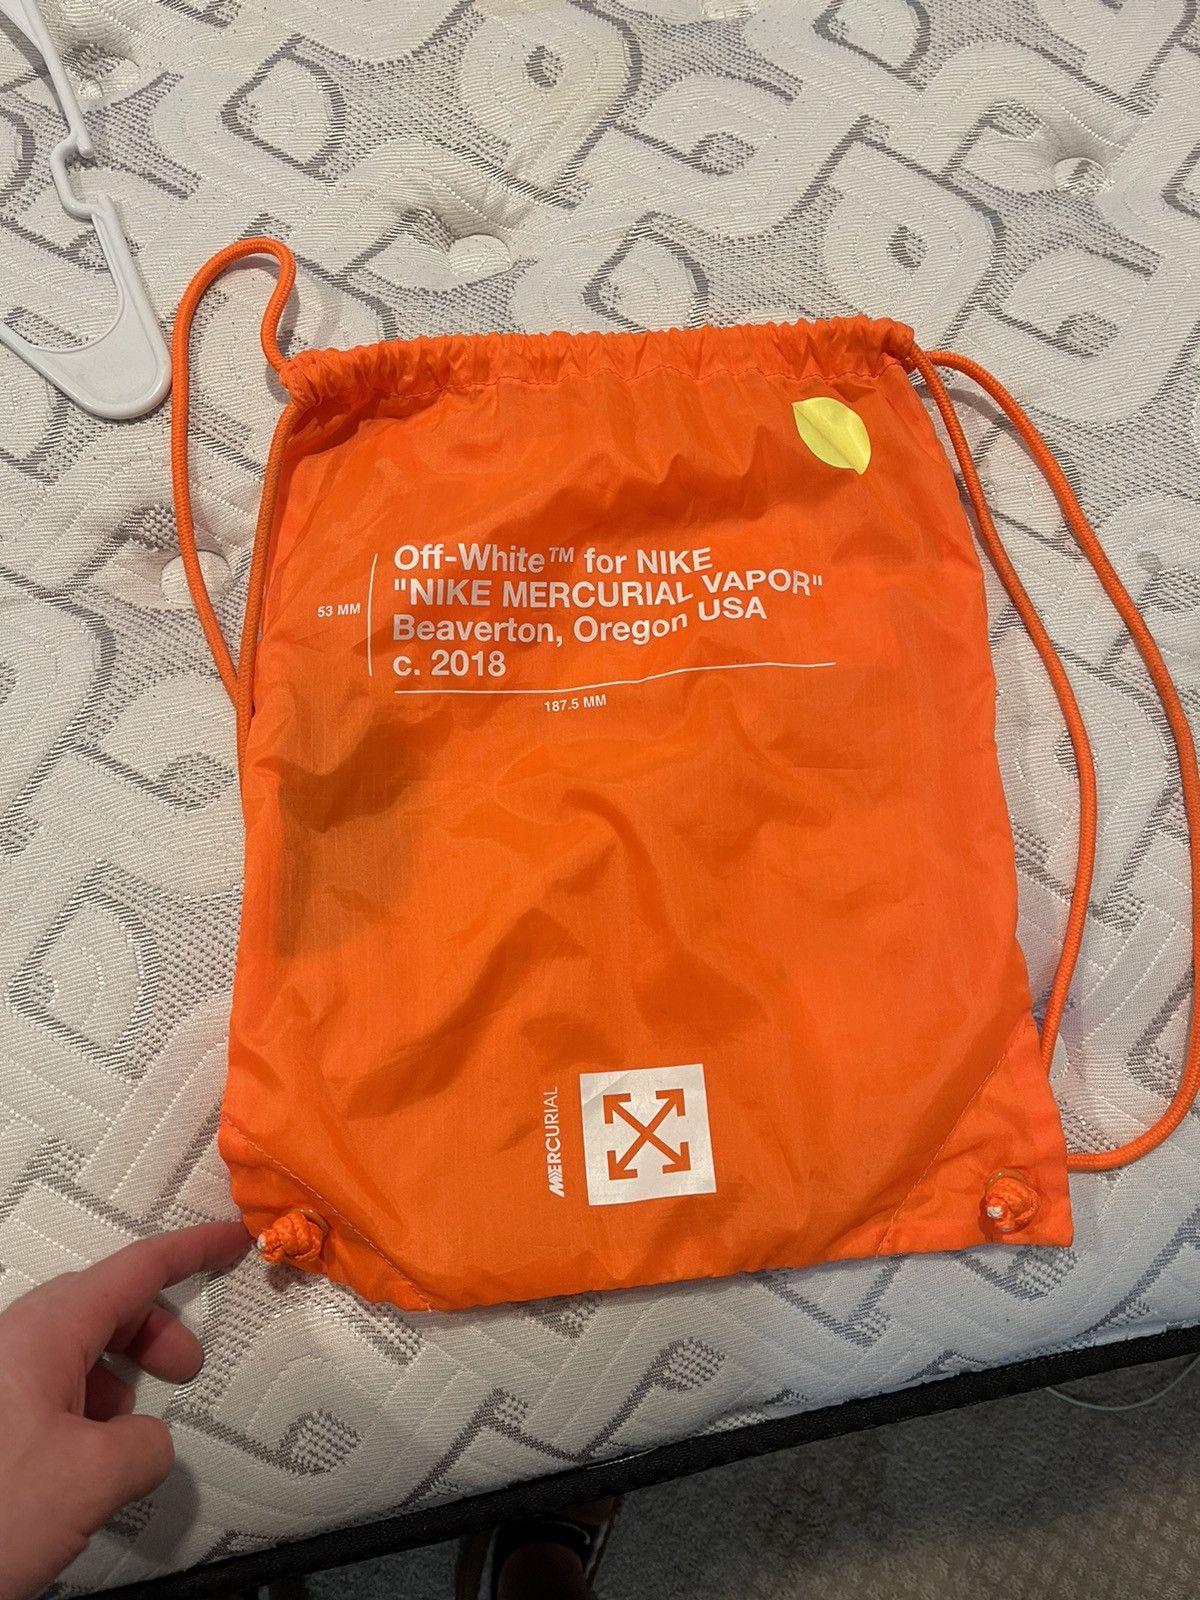 Off-White™ for NIKE
"NIKE MERCURIAL VAPOR"
53 MM
Beaverton, Oregon USA
c. 2018
187.5 MM
MERCURIAL